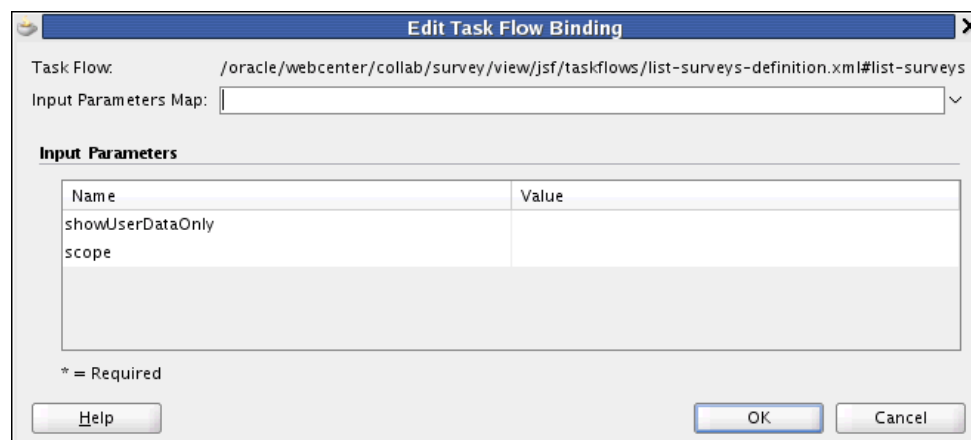 Edit Task Flow Binding
Task Flow: /oracle/webcenter/collab/survey/view/jsf/taskflows/list-surveys-definition.xml#list-surveys
Input Parameters Map:
Input Parameters
Name Value
showUserDataOnly
scope
* = Required
Help OK Cancel